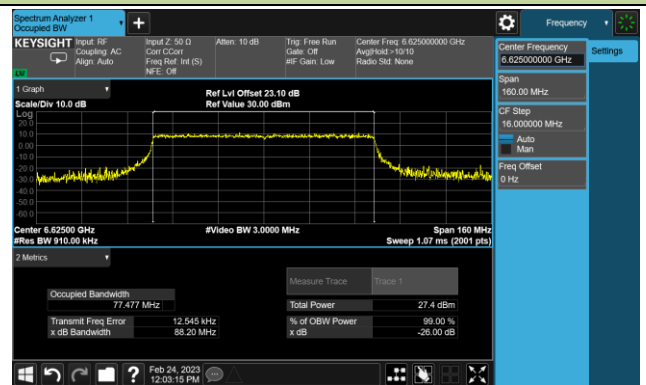 Spectrum Analyzer 1
Occupied BW
+
Frequency
KEYSIGHT
Input: RF
Coupling: AC
Align: Auto
Input Z: 50 Ω
Corr CCorr
Freq Ref: Int (S)
NFE: Off
Atten: 10 dB
Trig: Free Run
Gate: Off
#IF Gain: Low
Center Freq: 6.625000000 GHz
Avg|Hold:>10/10
Radio Std: None
LXI
Center Frequency
6.625000000 GHz
Settings
Span
160.00 MHz
CF Step
16.000000 MHz
Auto
Man
Freq Offset
0 Hz
1 Graph
Scale/Div 10.0 dB
Ref Lvl Offset 23.10 dB
Ref Value 30.00 dBm
Log
20.0
10.0
0.00
-10.0
-20.0
-30.0
-40.0
-50.0
-60.0
Center 6.62500 GHz
#Res BW 910.00 kHz
#Video BW 3.0000 MHz
Span 160 MHz
Sweep 1.07 ms (2001 pts)
2 Metrics
Measure Trace
Trace 1
Occupied Bandwidth
77.477 MHz
Total Power
27.4 dBm
Transmit Freq Error
12.545 kHz
% of OBW Power
99.00 %
x dB Bandwidth
88.20 MHz
x dB
-26.00 dB
?
Feb 24, 2023
12:03:15 PM